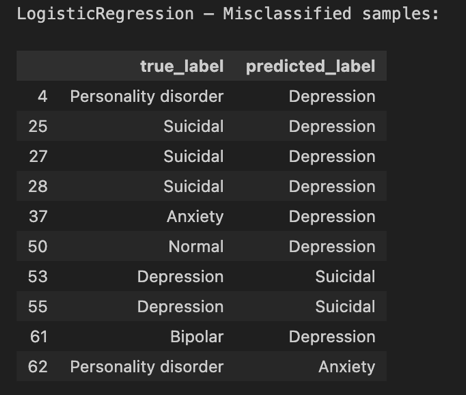 LogisticRegression — Misclassified samples:
true_label predicted_label
4 Personality disorder Depression
25 Suicidal Depression
27 Suicidal Depression
28 Suicidal Depression
37 Anxiety Depression
50 Normal Depression
53 Depression Suicidal
55 Depression Suicidal
61 Bipolar Depression
62 Personality disorder Anxiety